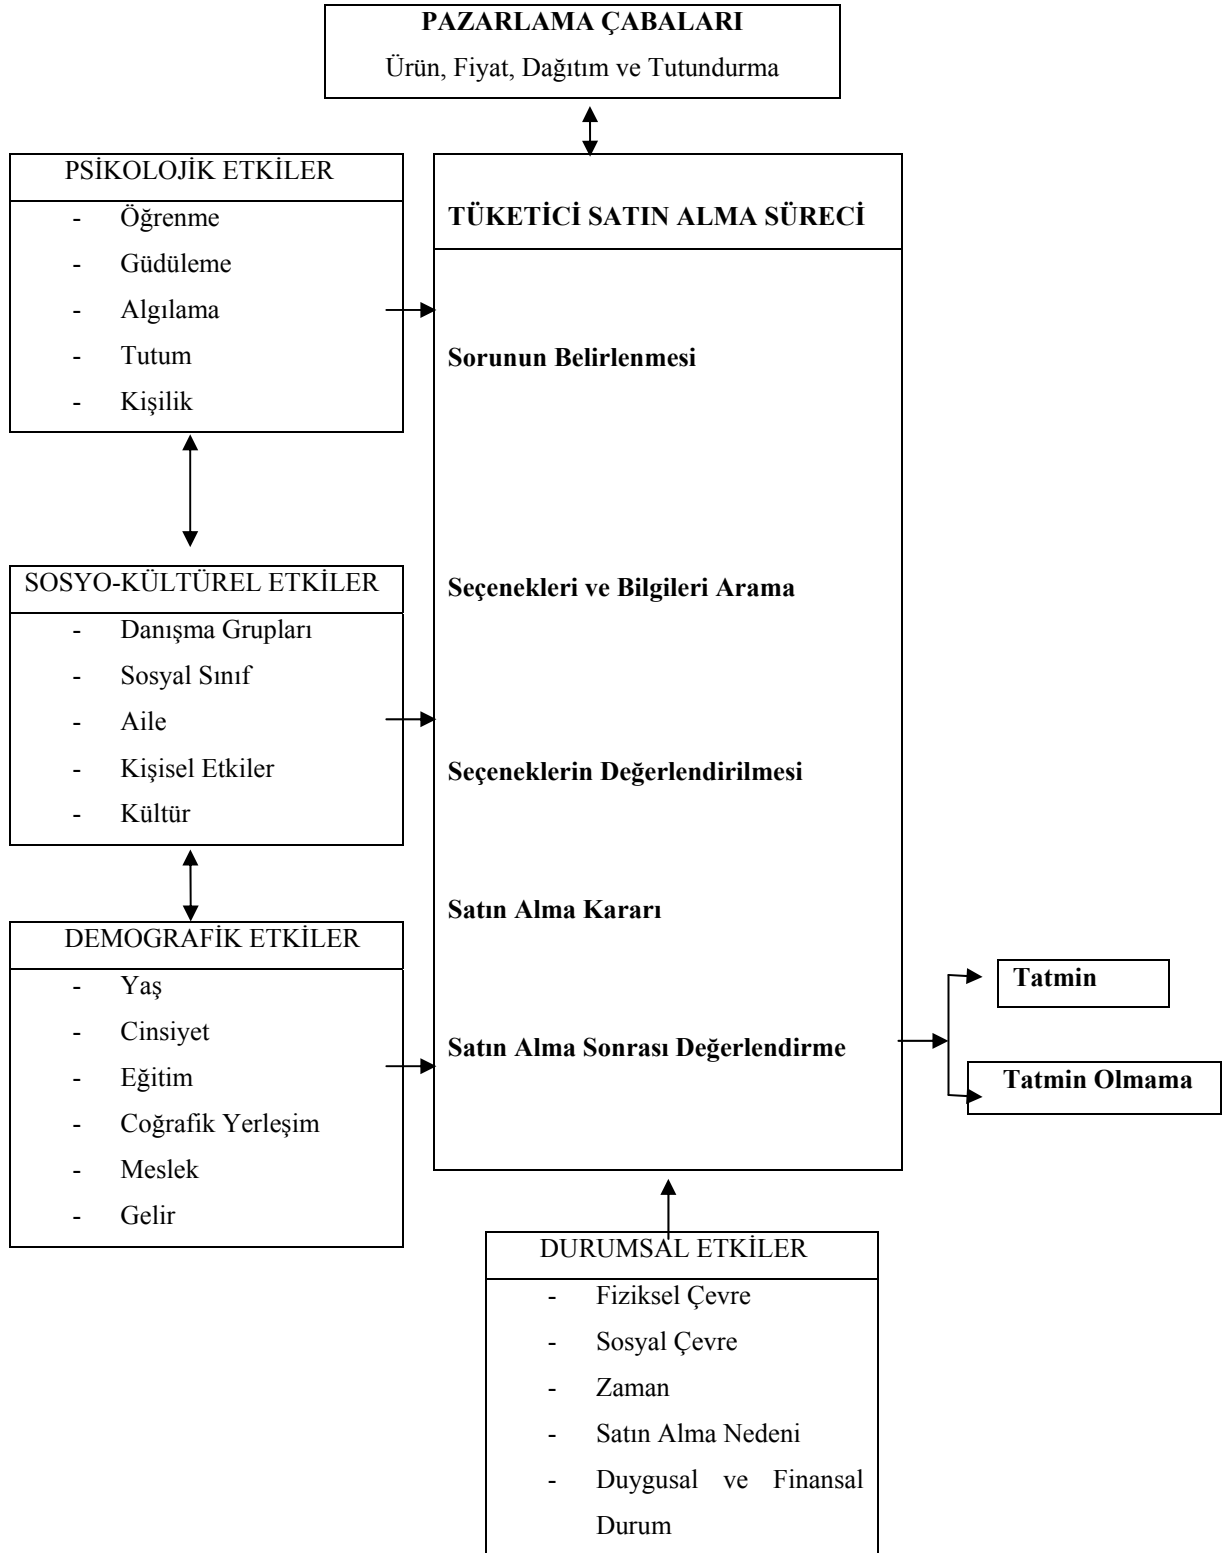 PAZARLAMA ÇABALARI
Ürün, Fiyat, Dağıtım ve Tutundurma
PSİKOLOJİK ETKİLER
- Öğrenme
- Güdüleme
- Algılama
- Tutum
- Kişilik
SOSYO-KÜLTÜREL ETKİLER
- Danışma Grupları
- Sosyal Sınıf
- Aile
- Kişisel Etkiler
- Kültür
DEMOGRAFİK ETKİLER
- Yaş
- Cinsiyet
- Eğitim
- Coğrafik Yerleşim
- Meslek
- Gelir
TÜKETİCİ SATIN ALMA SÜRECİ
Sorunun Belirlenmesi
Seçenekleri ve Bilgileri Arama
Seçeneklerin Değerlendirilmesi
Satın Alma Kararı
Satın Alma Sonrası Değerlendirme
Tatmin
Tatmin Olmama
DURUMSAL ETKİLER
- Fiziksel Çevre
- Sosyal Çevre
- Zaman
- Satın Alma Nedeni
- Duygusal ve Finansal
Durum